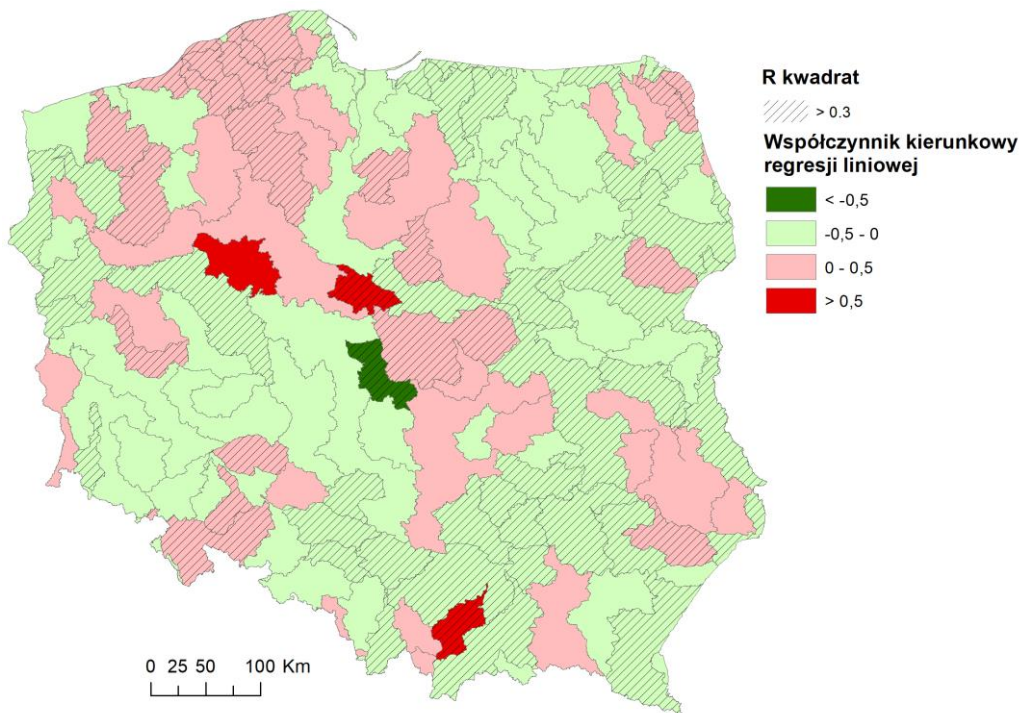 R kwadrat
> 0.3
Współczynnik kierunkowy
regresji liniowej
< -0,5
-0,5 - 0
0 - 0,5
> 0,5
0 25 50 100 Km